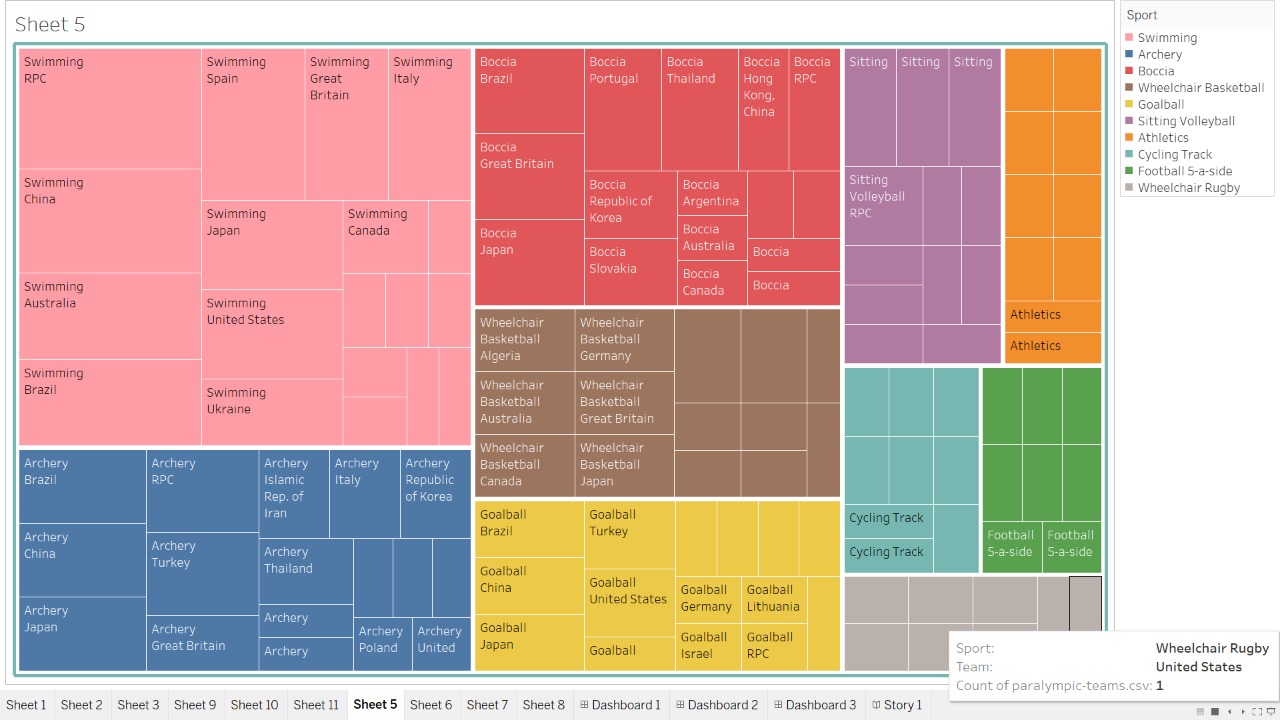 Sheet 5
Swimming
RPC
Swimming
China
Swimming
Australia
Swimming
Brazil
Swimming
Spain
Swimming
Great
Britain
Swimming
Italy
Swimming
Japan
Swimming
United States
Swimming
Ukraine
Swimming
Canada
Archery
Brazil
Archery
China
Archery
Japan
Archery
RPC
Archery
Turkey
Archery
Great Britain
Archery
Islamic
Rep. of
Iran
Archery
Italy
Archery
Republic
of Korea
Archery
Thailand
Archery
Archery
Archery
Poland
Archery
United
Boccia
Brazil
Boccia
Great Britain
Boccia
Japan
Boccia
Portugal
Boccia
Thailand
Boccia
Hong
Kong,
China
Boccia
RPC
Boccia
Republic of
Korea
Boccia
Slovakia
Boccia
Argentina
Boccia
Australia
Boccia
Canada
Boccia
Boccia
Wheelchair
Basketball
Algeria
Wheelchair
Basketball
Australia
Wheelchair
Basketball
Canada
Wheelchair
Basketball
Germany
Wheelchair
Basketball
Great Britain
Wheelchair
Basketball
Japan
Goalball
Brazil
Goalball
China
Goalball
Japan
Goalball
Turkey
Goalball
United States
Goalball
Goalball
Germany
Goalball
Israel
Goalball
Lithuania
Goalball
RPC
Sitting
Sitting
Sitting
Sitting
Volleyball
RPC
Athletics
Athletics
Cycling Track
Cycling Track
Football
5-a-side
Football
5-a-side
Sport
Swimming
Archery
Boccia
Wheelchair Basketball
Goalball
Sitting Volleyball
Athletics
Cycling Track
Football 5-a-side
Wheelchair Rugby
Sport: Wheelchair Rugby
Team: United States
Count of paralympic-teams.csv: 1
Sheet 1 Sheet 2 Sheet 3 Sheet 9 Sheet 10 Sheet 11 Sheet 5 Sheet 6 Sheet 7 Sheet 8 Dashboard 1 Dashboard 2 Dashboard 3 Story 1